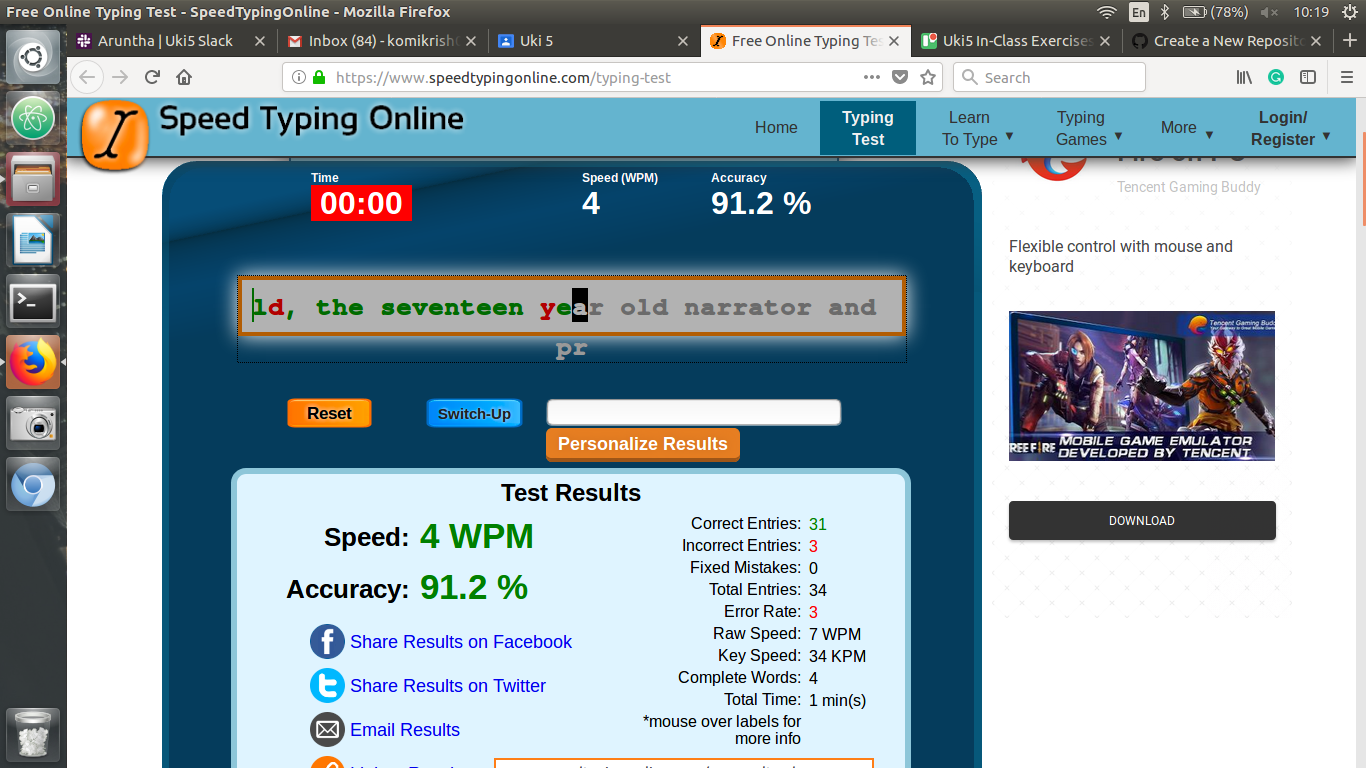 Free Online Typing Test - SpeedTypingOnline - Mozilla Firefox
En (78%) 10:19
Aruntha | Uki5 Slack
Inbox (84) - komikrish
Uki 5
Free Online Typing Tes
Uki5 In-Class Exercises
Create a New Reposito
https://www.speedtypingonline.com/typing-test
Search
Speed Typing Online
Home
Typing
Test
Learn
To Type
Typing
Games
More
Login/
Register
Tencent Gaming Buddy
Time
Speed (WPM)
Accuracy
00:00
4
91.2 %
Flexible control with mouse and
keyboard
ld, the seventeen year old narrator and
pr
Reset
Switch-Up
Personalize Results
Tencent Gaming Buddy
MOBILE GAME EMULATOR
DEVELOPED BY TENCENT
DOWNLOAD
Test Results
Speed: 4 WPM
Accuracy: 91.2 %
Share Results on Facebook
Share Results on Twitter
Email Results
Correct Entries: 31
Incorrect Entries: 3
Fixed Mistakes: 0
Total Entries: 34
Error Rate: 3
Raw Speed: 7 WPM
Key Speed: 34 KPM
Complete Words: 4
Total Time: 1 min(s)
*mouse over labels for
more info